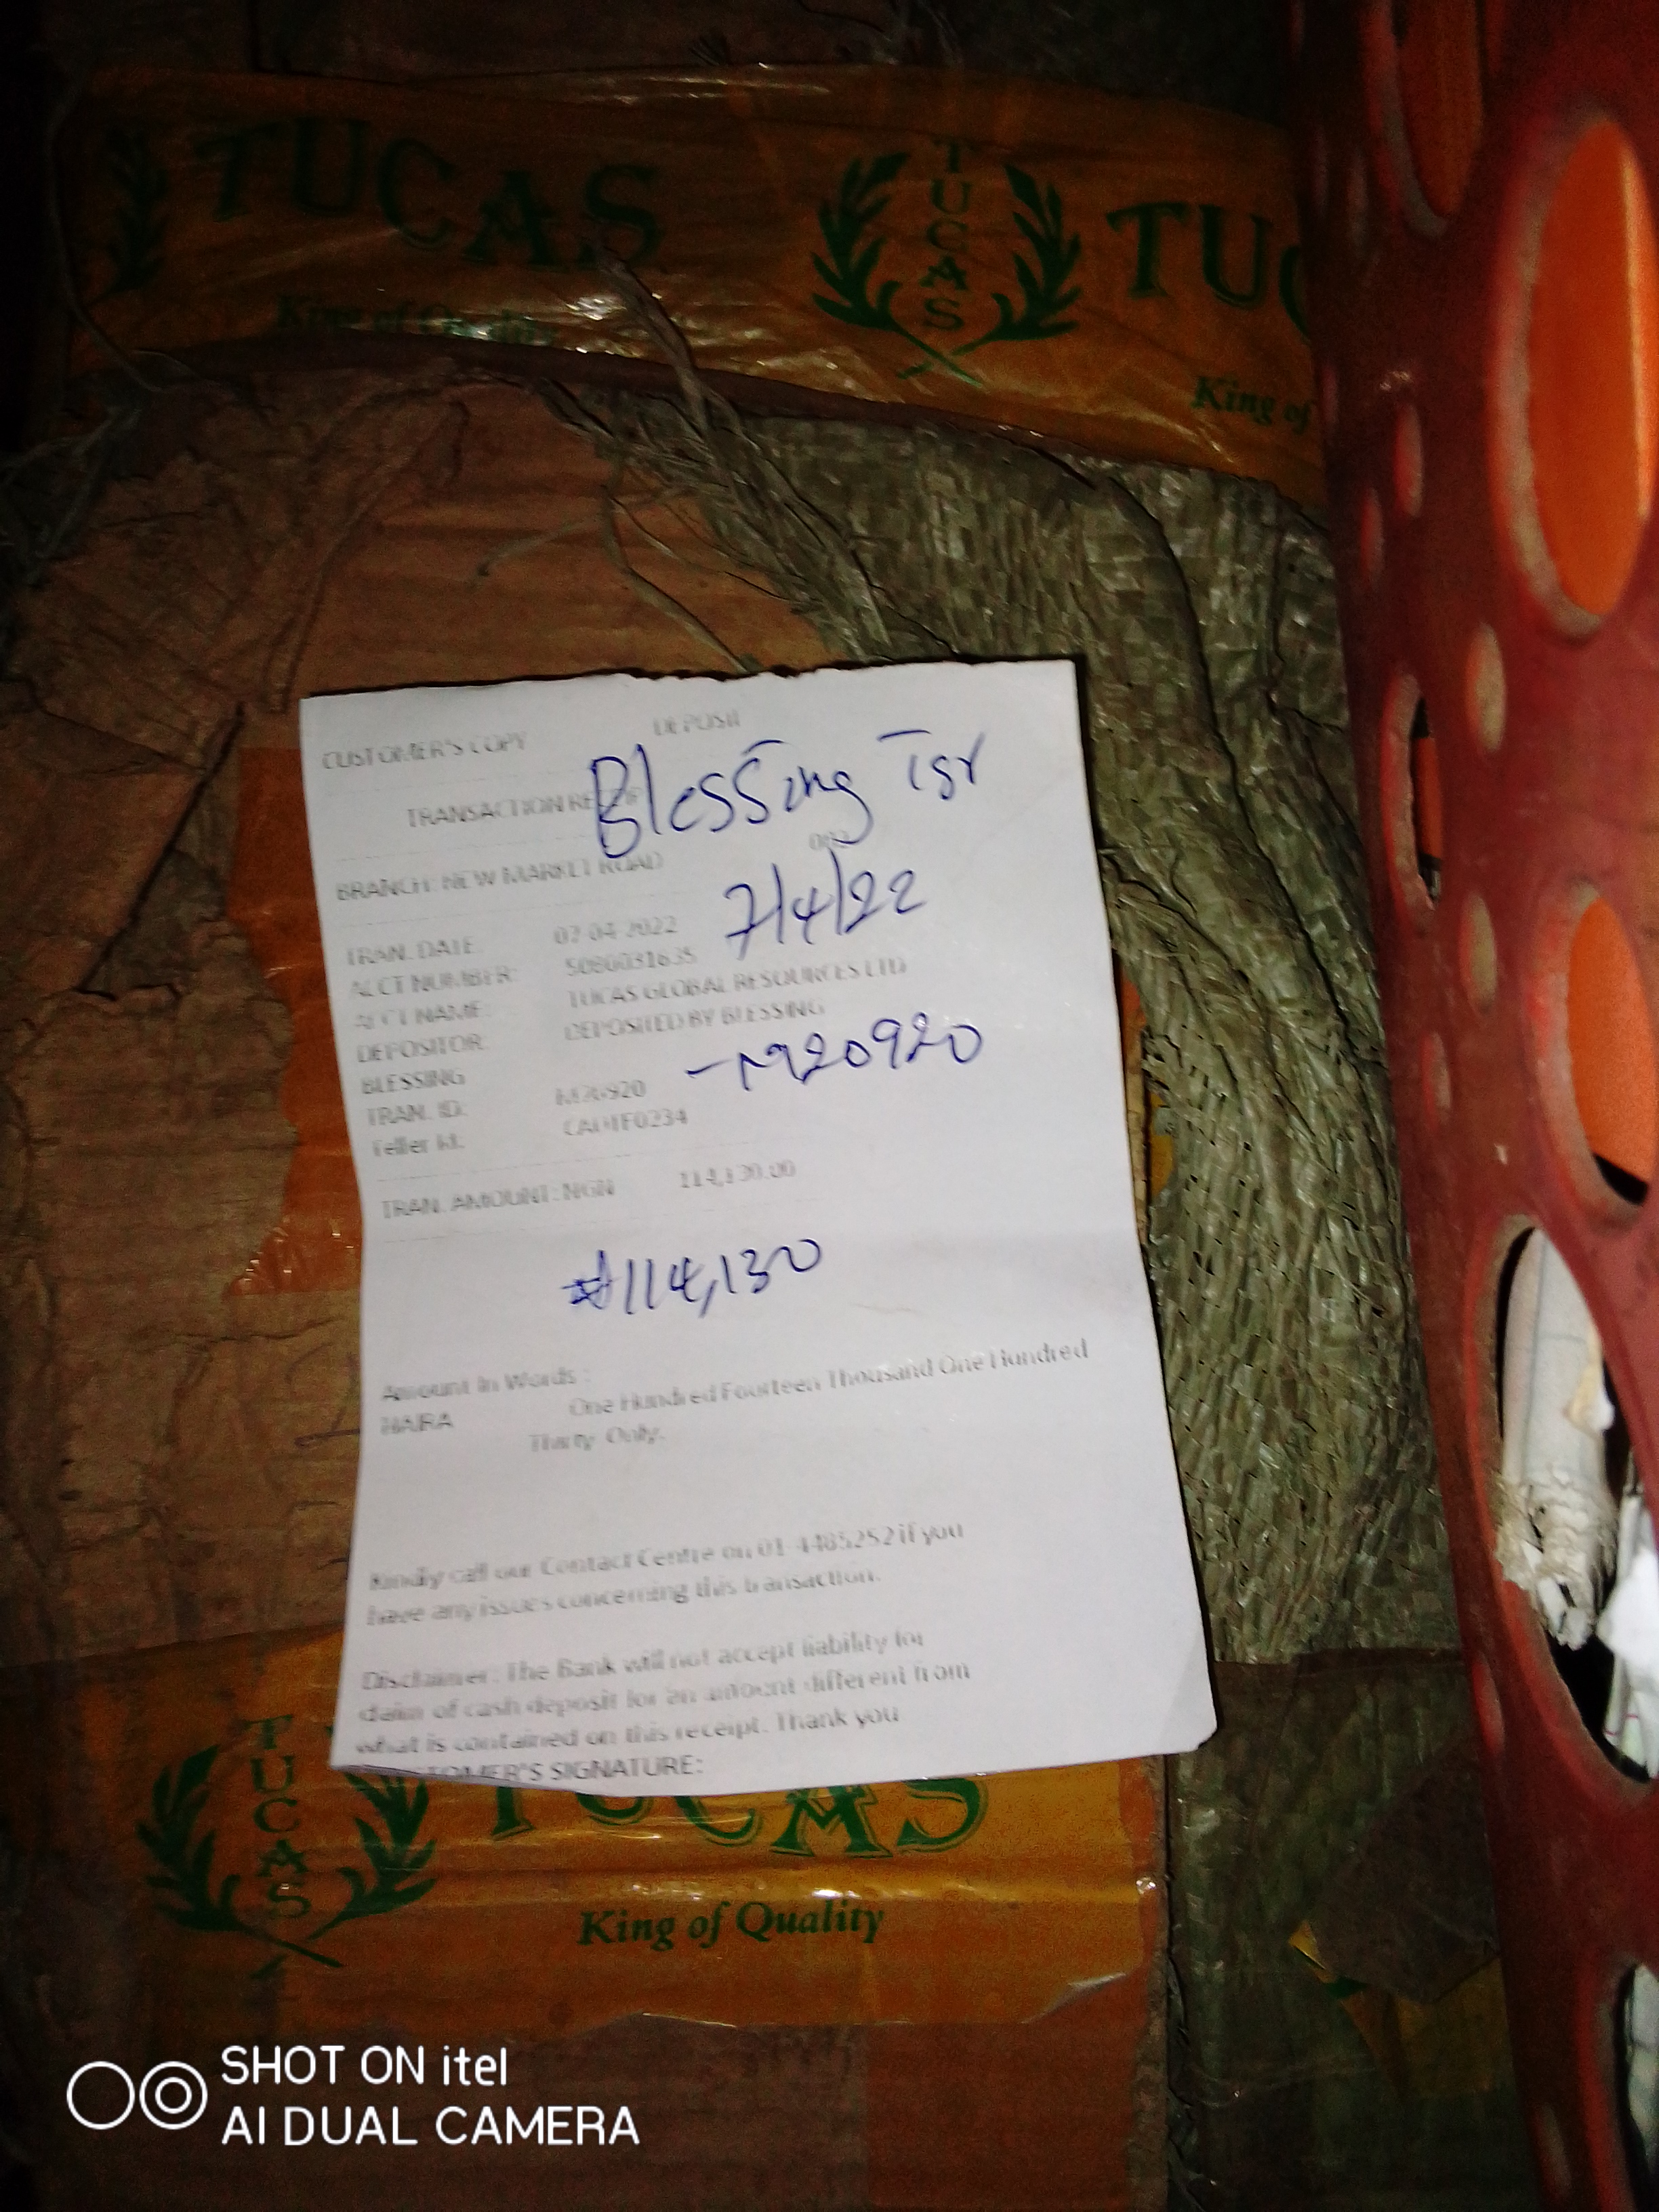 TUCAS
TUCAS
TUC
King of Quality
King of
CUSTOMER'S COPY
DEPOSIT
Blessing Isr
TRANSACTION
BRANCH: NEW MARKET ROAD
TRAN. DATE: 07-04-2022
7/4/22
ACCT NUMBER: 5080031635
ACCT NAME: TUCAS GLOBAL RESOURCES LTD
DEPOSITOR: DEPOSITED BY BLESSING
BLESSING
TRAN. ID: M20920
-M20920
Teller Id:
TRAN. AMOUNT: NGN 114,130.00
₦114,130
Amount In Words :
NAIRA One Hundred Fourteen Thousand One Hundred
Thirty Only.
Kindly call our Contact Centre on 01-4485252 if you
have any issues concerning this transaction.
Disclaimer: The Bank will not accept liability for
claim of cash deposit for an amount different from
what is contained on this receipt. Thank you
TOMER'S SIGNATURE:
TUCAS
TUCAS
King of Quality
SHOT ON itel
AI DUAL CAMERA